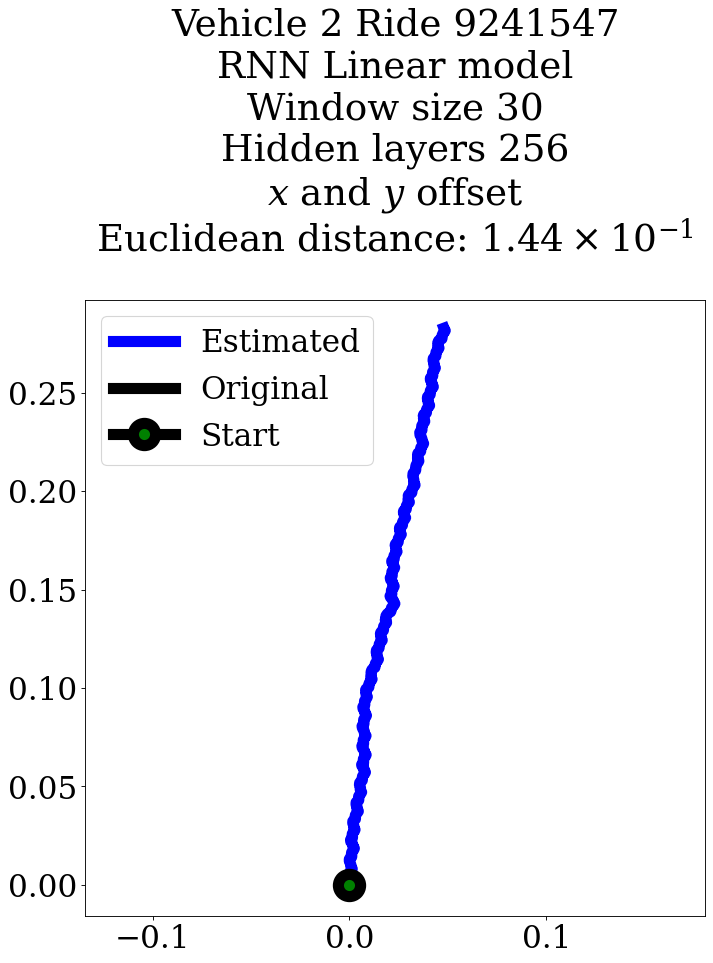 Vehicle 2 Ride 9241547
RNN Linear model
Window size 30
Hidden layers 256
x and y offset
Euclidean distance: 1.44 × 10⁻¹
Estimated
Original
Start
0.25
0.20
0.15
0.10
0.05
0.00
−0.1
0.0
0.1